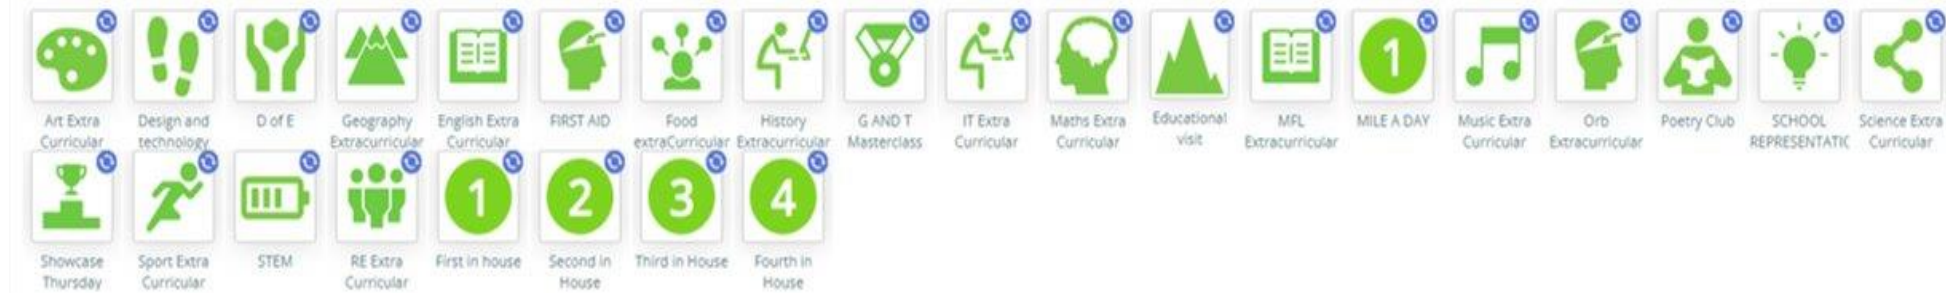 Art Extra
Curricular
Design and
technology
D of E
Geography
Extracurricular
English Extra
Curricular
FIRST AID
Food
extraCurricular
History
Extracurricular
G AND T
Masterclass
IT Extra
Curricular
Maths Extra
Curricular
Educational
visit
MFL
Extracurricular
1
MILE A DAY
Music Extra
Curricular
Orb
Extracurricular
Poetry Club
SCHOOL
REPRESENTATIC
Science Extra
Curricular
Showcase
Thursday
Sport Extra
Curricular
STEM
RE Extra
Curricular
1
First in house
2
Second in
House
3
Third in House
4
Fourth in
House